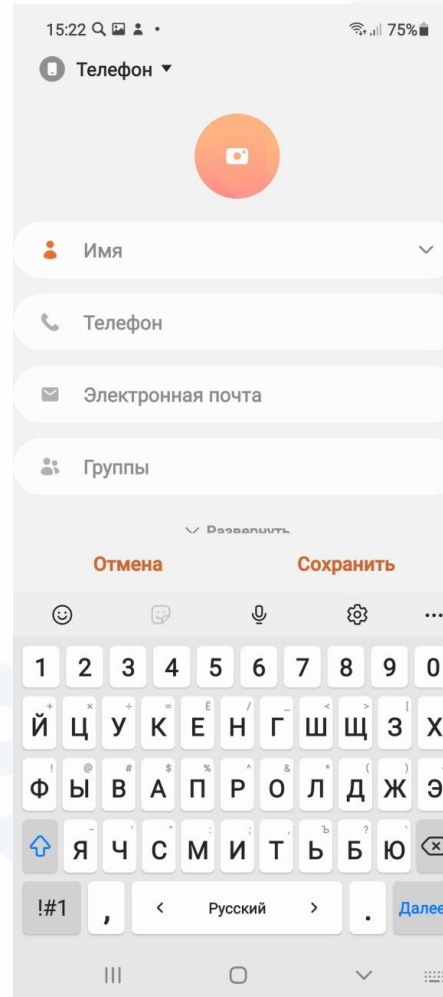 15:22
75%
Телефон
Имя
Телефон
Электронная почта
Группы
Развернуть
Отмена
Сохранить
1 2 3 4 5 6 7 8 9 0
+ × ÷ = Ё / _ < > [
Й Ц У К Е Н Г Ш Щ З Х
! @ # $ % ^ & * ( )
Ф Ы В А П Р О Л Д Ж Э
- ' " : ; , Ъ ?
Я Ч С М И Т Ь Б Ю
!#1 , < Русский > . Далее